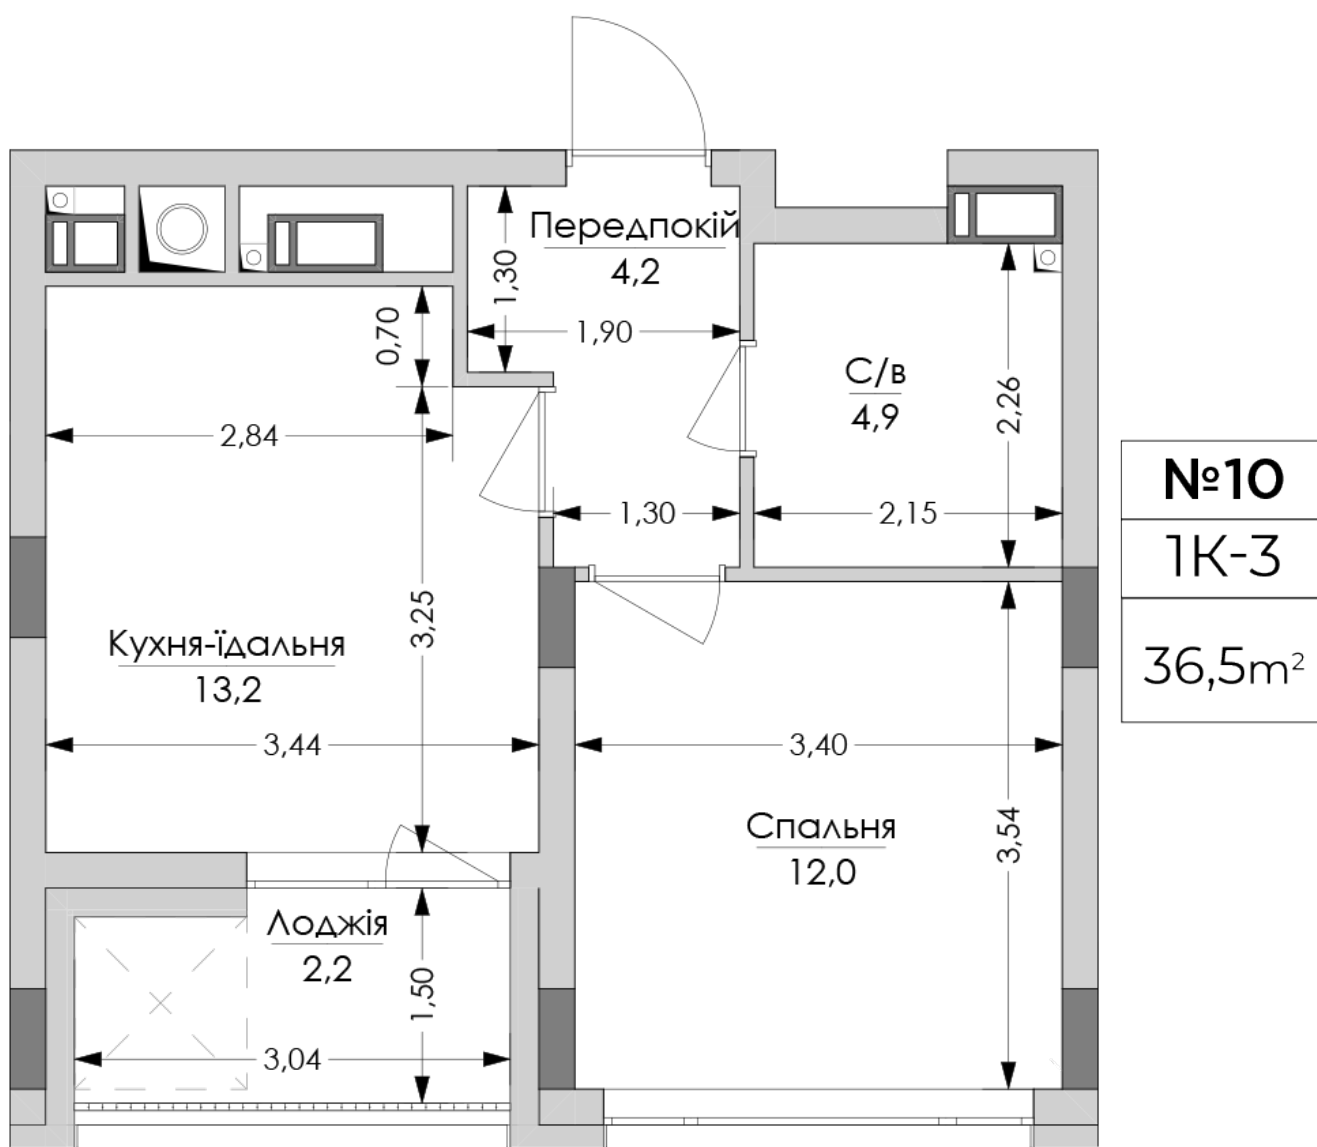 Передпокій
4,2
1,30
1,90
0,70
2,84
С/в
4,9
2,26
1,30
2,15
№10
1К-3
36,5m²
3,25
Кухня-їдальня
13,2
3,44
3,40
Спальня
12,0
3,54
Лоджія
2,2
1,50
3,04